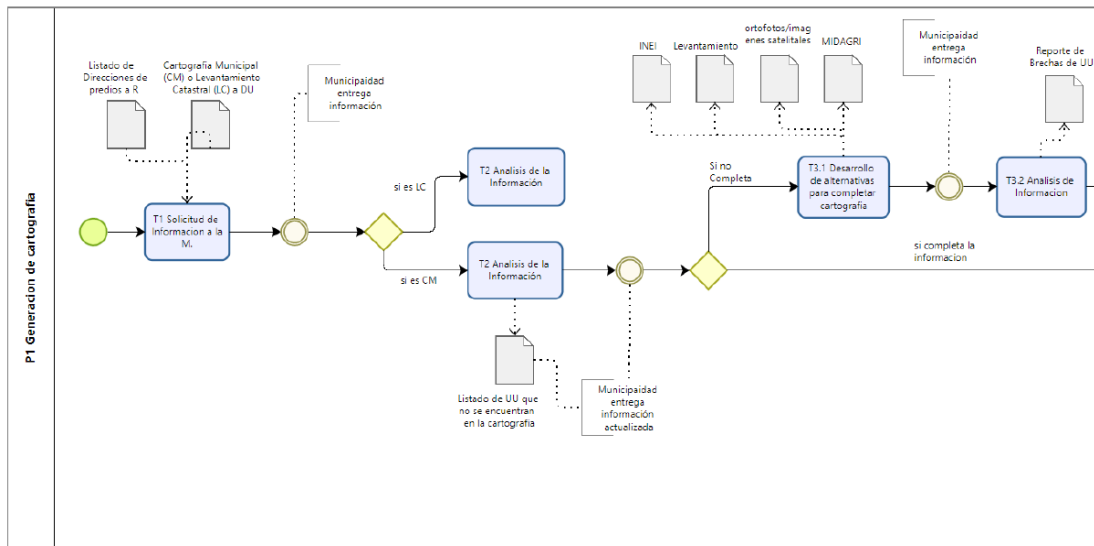 P1 Generacion de cartografia
Listado de
Direcciones de
predios a R
Cartografia Municipal
(CM) o Levantamiento
Catastral (LC) a DU
Municipaidad
entrega
información
T1 Solicitud de
Informacion a la
M.
si es LC
T2 Analisis de la
Información
si es CM
T2 Analisis de la
Información
Listado de UU que
no se encuentran
en la cartografia
Municipaidad
entrega
información
actualizada
Si no
Completa
INEI
Levantamiento
ortofotos/imag
enes satelitales
MIDAGRI
T3.1 Desarrollo
de alternativas
para completar
cartografia
Municipaidad
entrega
información
Reporte de
Brechas de UU
T3.2 Analisis de
Informacion
si completa la
informacion